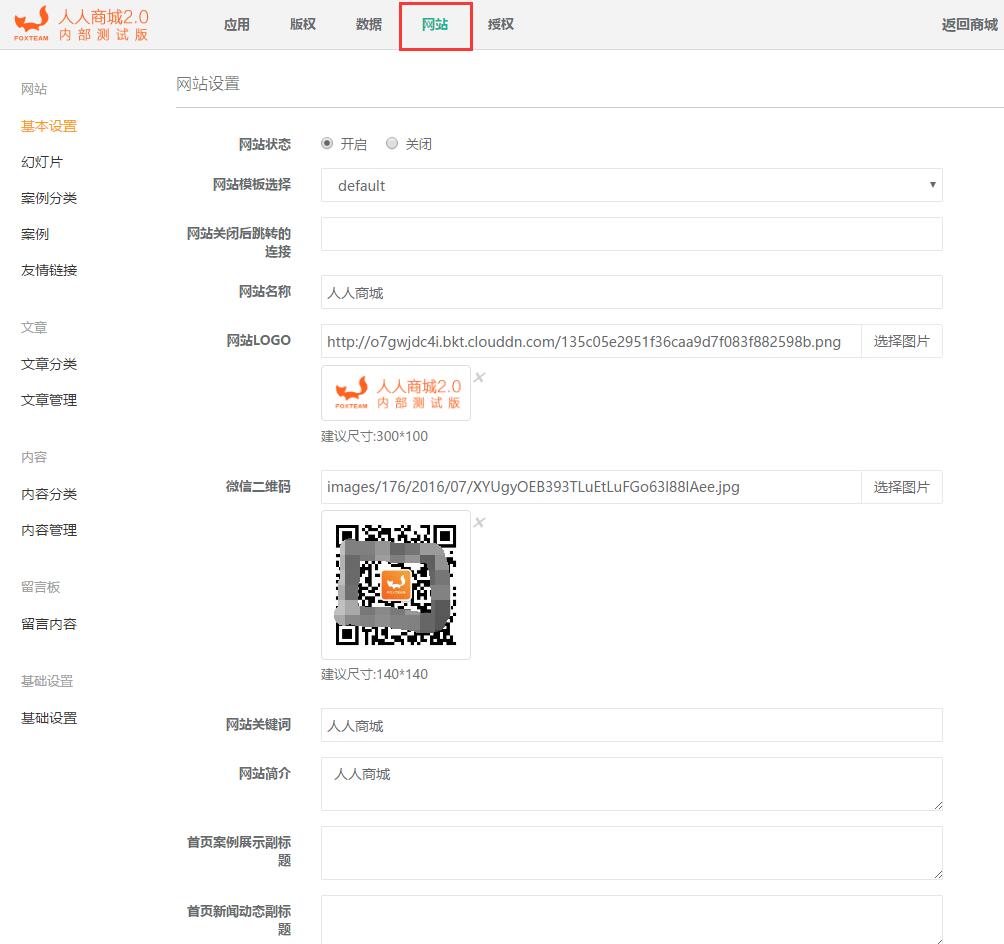 人人商城2.0
内部测试版
FOXTEAM
应用
版权
数据
网站
授权
返回商城
网站
基本设置
幻灯片
案例分类
案例
友情链接
文章
文章分类
文章管理
内容
内容分类
内容管理
留言板
留言内容
基础设置
基础设置
网站设置
网站状态
开启
关闭
网站模板选择
default
网站关闭后跳转的
连接
网站名称
人人商城
网站LOGO
http://o7gwjdc4i.bkt.clouddn.com/135c05e2951f36caa9d7f083f882598b.png
选择图片
人人商城2.0
内部测试版
FOXTEAM
建议尺寸:300*100
微信二维码
images/176/2016/07/XYUgyOEB393TLuEtLuFGo63I88IAee.jpg
选择图片
FOXTEAM
建议尺寸:140*140
网站关键词
人人商城
网站简介
人人商城
首页案例展示副标
题
首页新闻动态副标
题